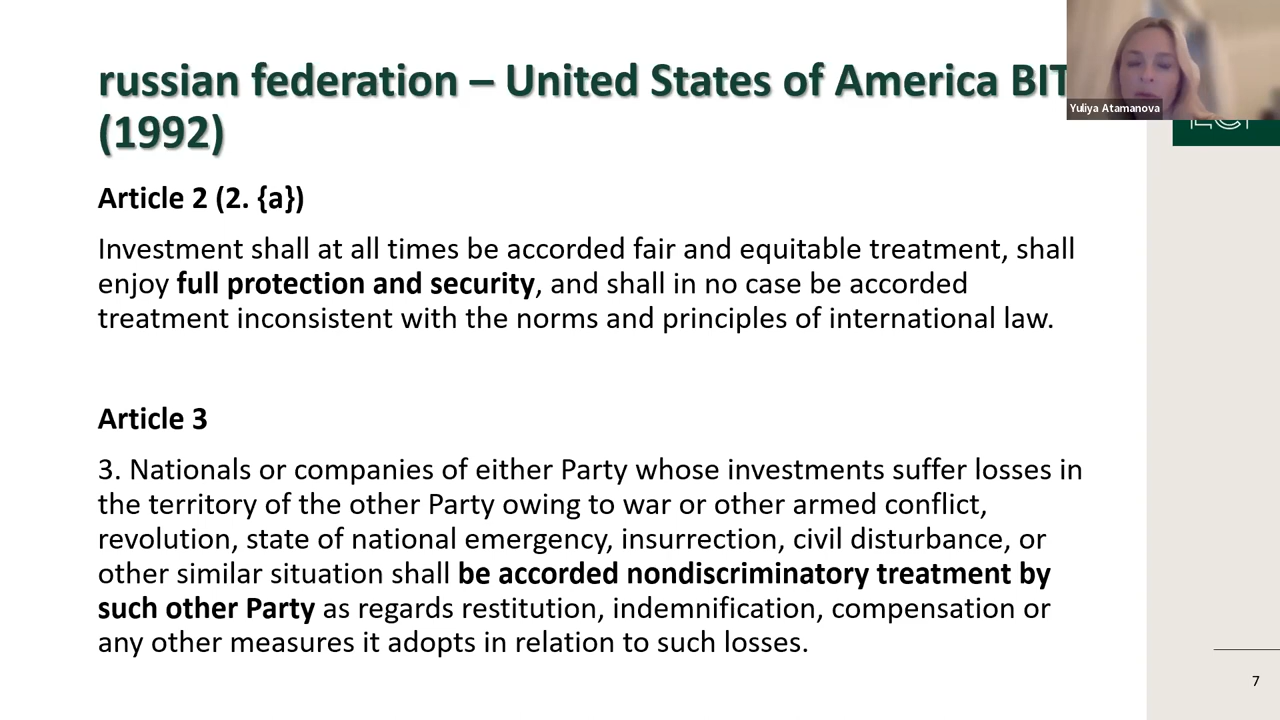 russian federation – United States of America BIT
(1992)
Yuliya Atamanova
Article 2 (2. {a})
Investment shall at all times be accorded fair and equitable treatment, shall
enjoy full protection and security, and shall in no case be accorded
treatment inconsistent with the norms and principles of international law.
Article 3
3. Nationals or companies of either Party whose investments suffer losses in
the territory of the other Party owing to war or other armed conflict,
revolution, state of national emergency, insurrection, civil disturbance, or
other similar situation shall be accorded nondiscriminatory treatment by
such other Party as regards restitution, indemnification, compensation or
any other measures it adopts in relation to such losses.
7